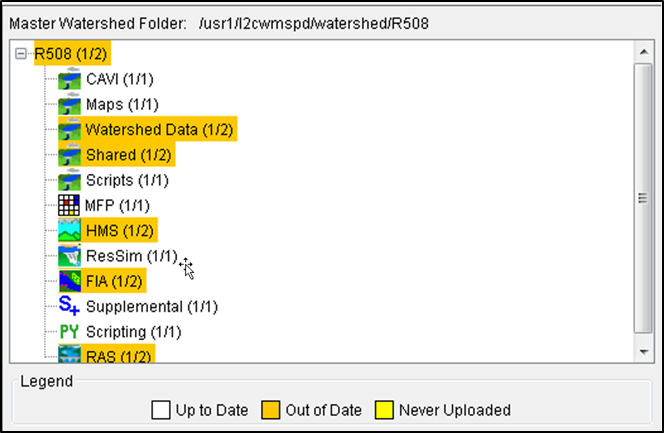 Master Watershed Folder: /usr1/l2cwmspd/watershed/R508
R508 (1/2)
CAVI (1/1)
Maps (1/1)
Watershed Data (1/2)
Shared (1/2)
Scripts (1/1)
MFP (1/1)
HMS (1/2)
ResSim (1/1)
FIA (1/2)
S+ Supplemental (1/1)
PY Scripting (1/1)
RAS (1/2)
Legend
Up to Date Out of Date Never Uploaded